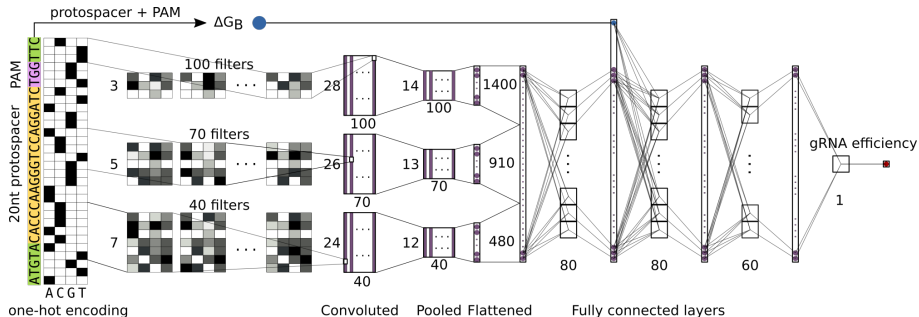 protospacer + PAM
ΔG_B
20nt protospacer PAM
ATGTACACCCAAGGGTCCAGGATCTGGTTC
A C G T
one-hot encoding
100 filters
3
...
70 filters
5
...
40 filters
7
...
28
100
26
70
24
40
Convoluted
14
100
13
70
12
40
Pooled
1400
910
480
Flattened
80
80
60
Fully connected layers
gRNA efficiency
1